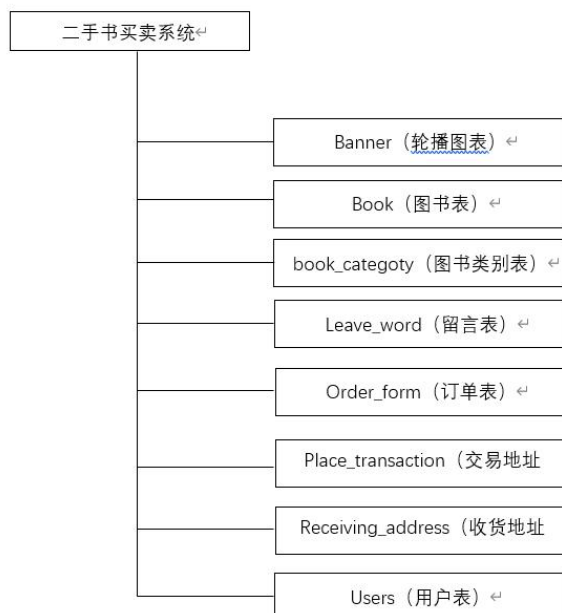 二手书买卖系统
Banner（轮播图表）
Book（图书表）
book_categoty（图书类别表）
Leave_word（留言表）
Order_form（订单表）
Place_transaction（交易地址
Receiving_address（收货地址
Users（用户表）